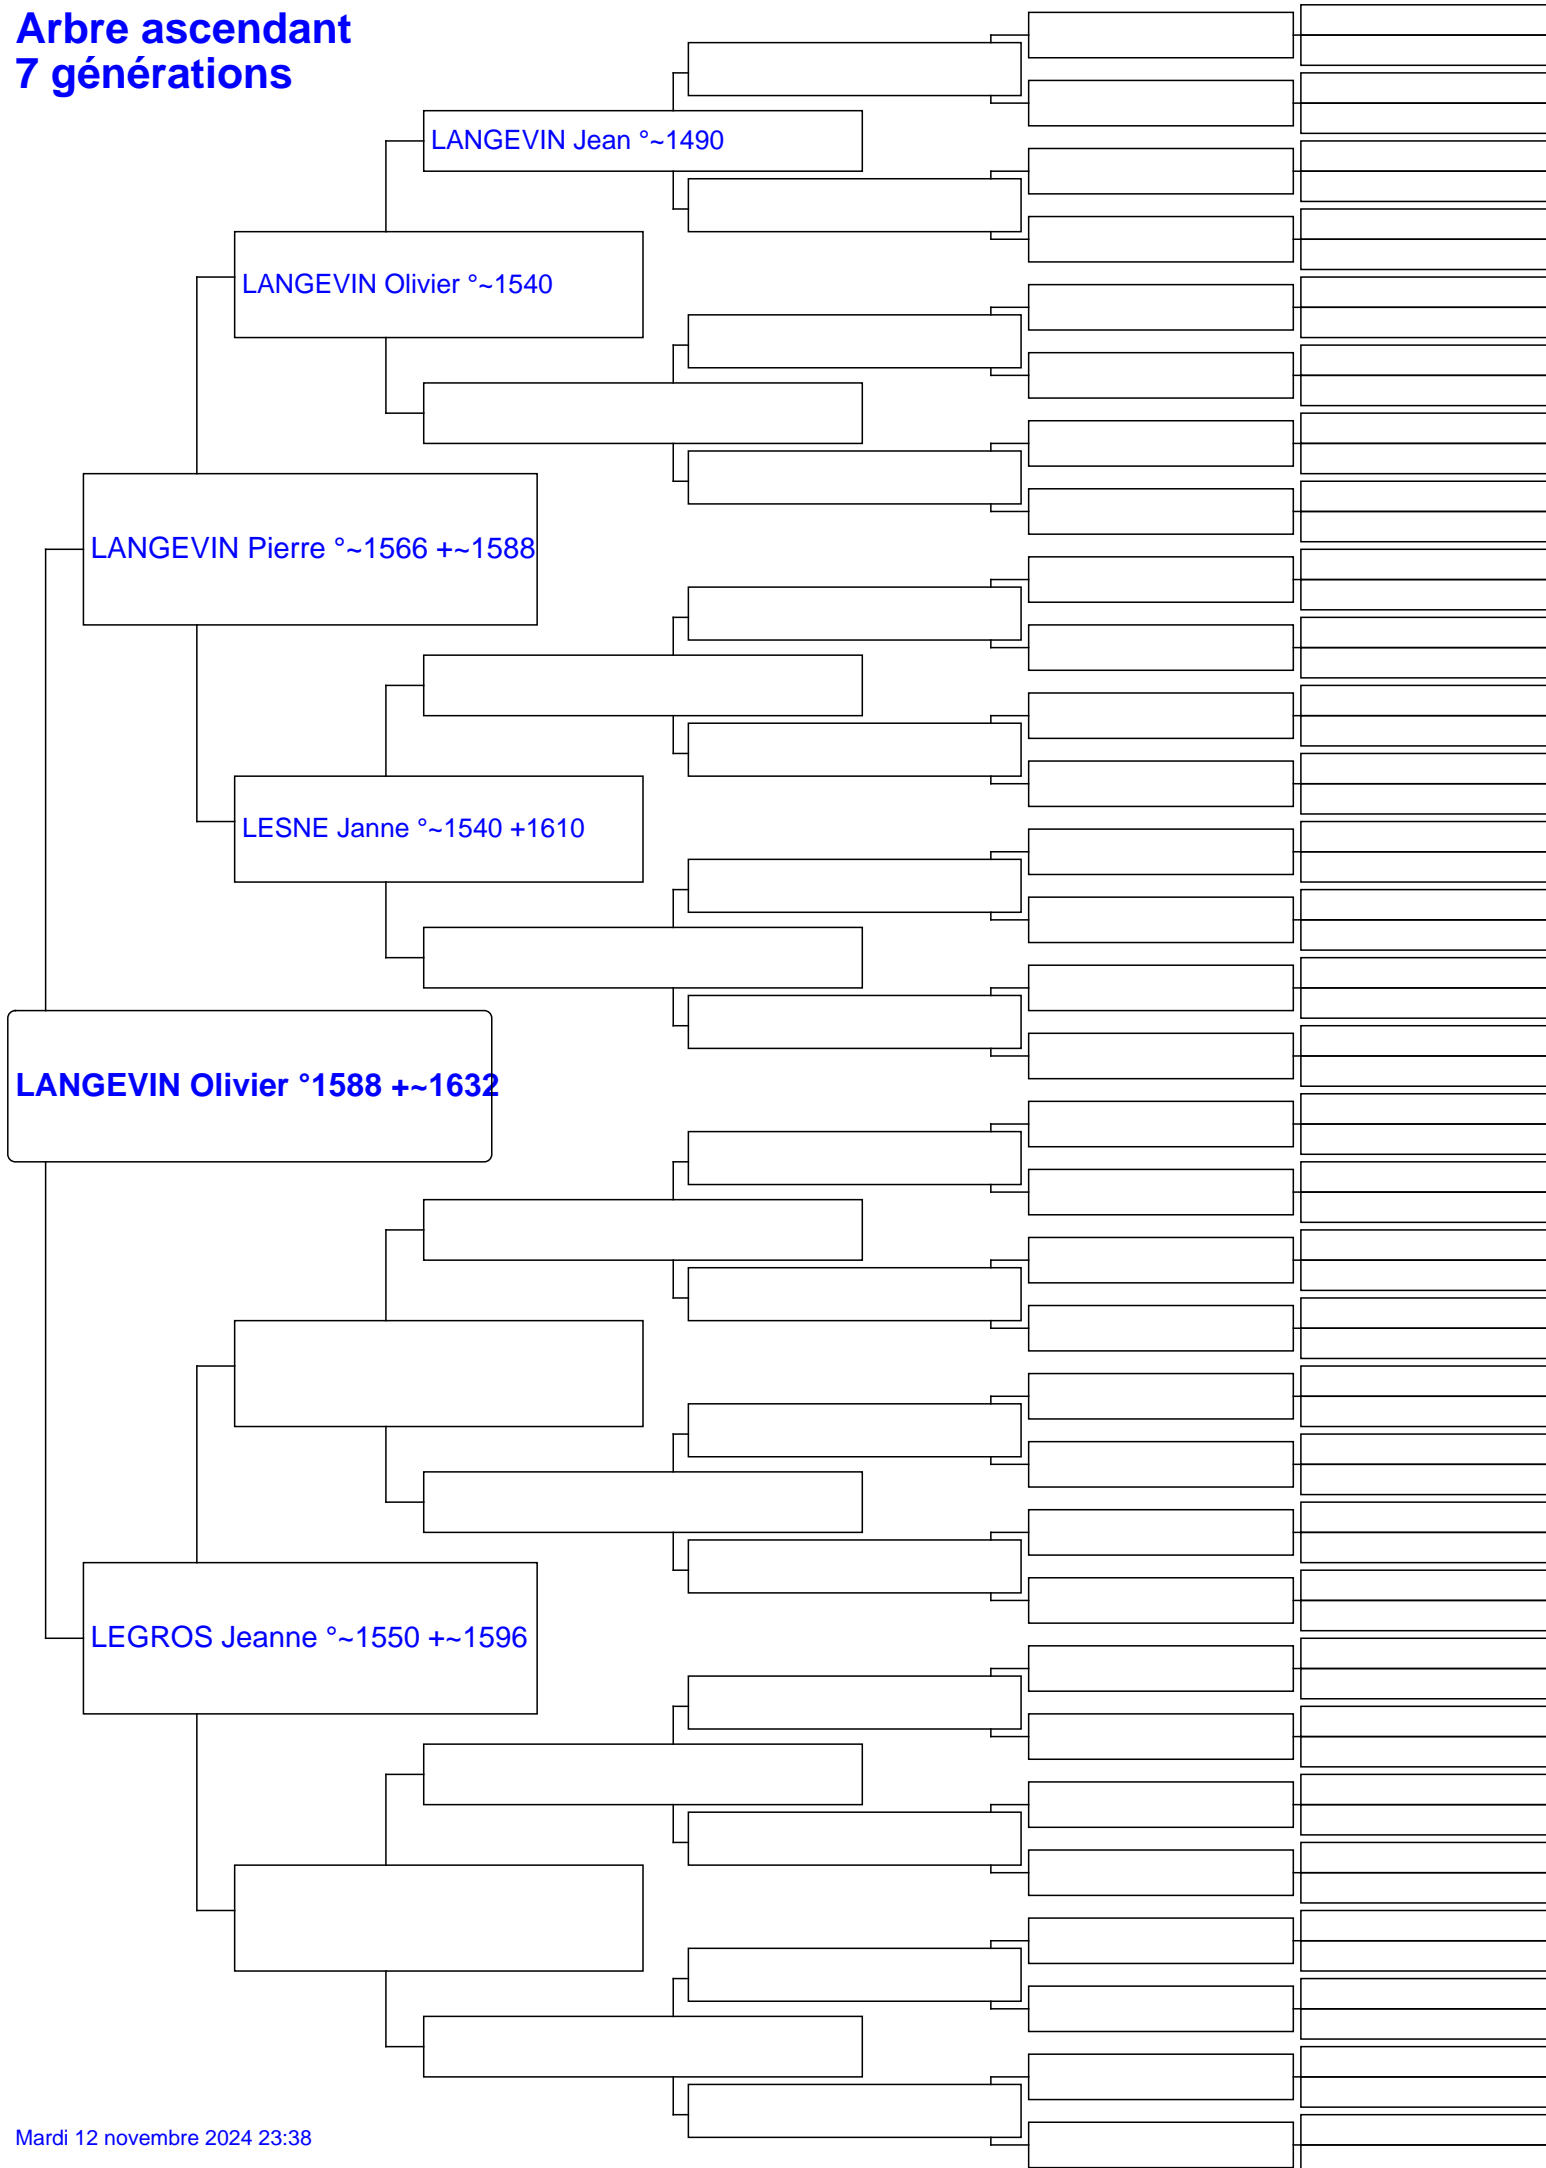 Arbre ascendant
7 générations
LANGEVIN Jean °~1490
LANGEVIN Olivier °~1540
LANGEVIN Pierre °~1566 +~1588
LESNE Janne °~1540 +1610
LANGEVIN Olivier °1588 +~1632
LEGROS Jeanne °~1550 +~1596
Mardi 12 novembre 2024 23:38